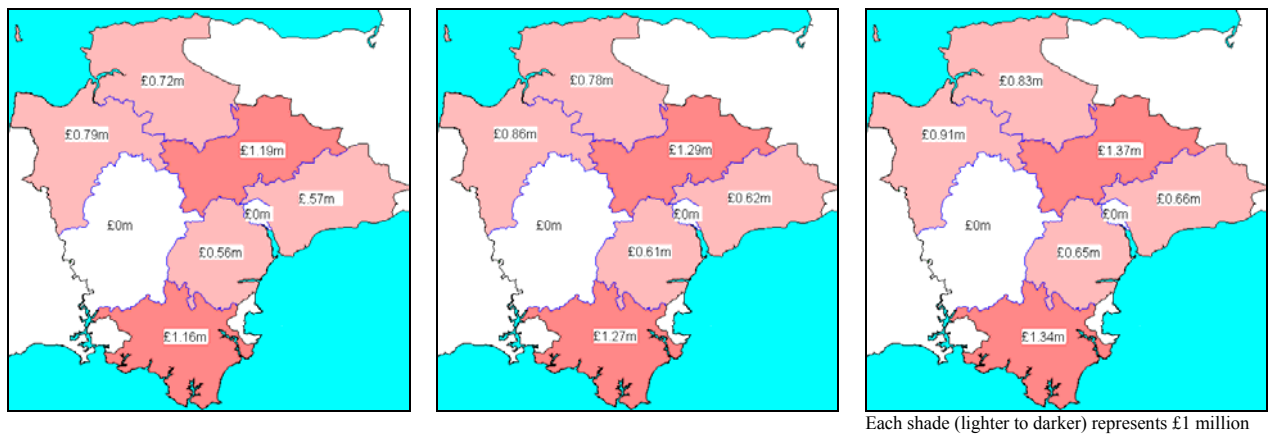 £0.72m
£0.79m
£1.19m
£.57m
£0m
£0m
£0.56m
£1.16m
£0.78m
£0.86m
£1.29m
£0.62m
£0m
£0m
£0.61m
£1.27m
£0.83m
£0.91m
£1.37m
£0.66m
£0m
£0m
£0.65m
£1.34m
Each shade (lighter to darker) represents £1 million